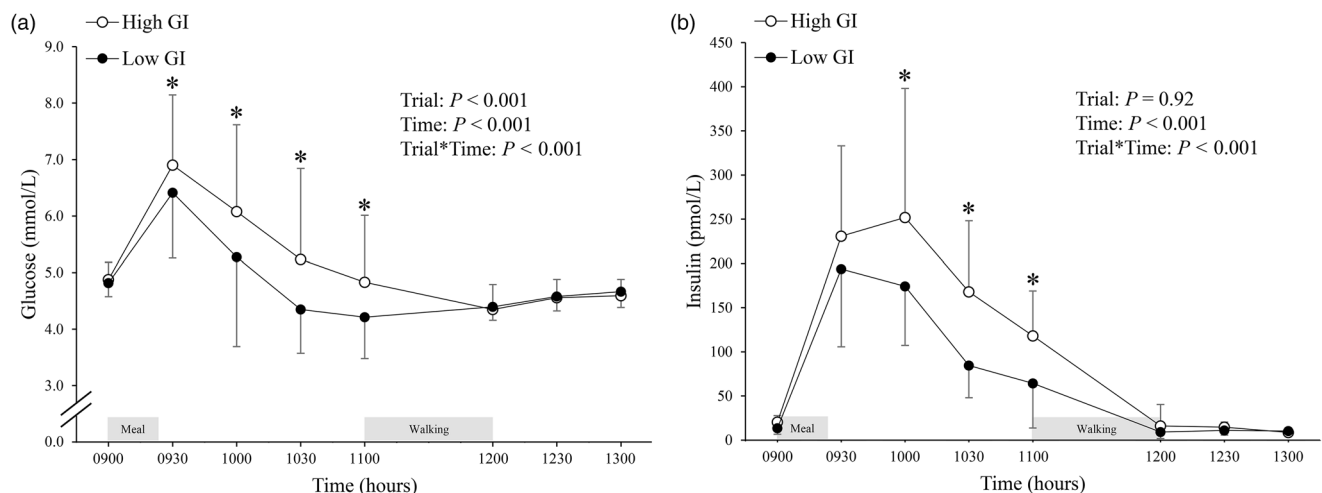 (a)
High GI
Low GI
9.0
8.0
7.0
6.0
5.0
4.0
3.0
0.0
Glucose (mmol/L)
* * * *
Trial: P < 0.001
Time: P < 0.001
Trial*Time: P < 0.001
Meal
Walking
0900 0930 1000 1030 1100 1200 1230 1300
Time (hours)
(b)
High GI
Low GI
450
400
350
300
250
200
150
100
50
0
Insulin (pmol/L)
* * *
Trial: P = 0.92
Time: P < 0.001
Trial*Time: P < 0.001
Meal
Walking
0900 0930 1000 1030 1100 1200 1230 1300
Time (hours)